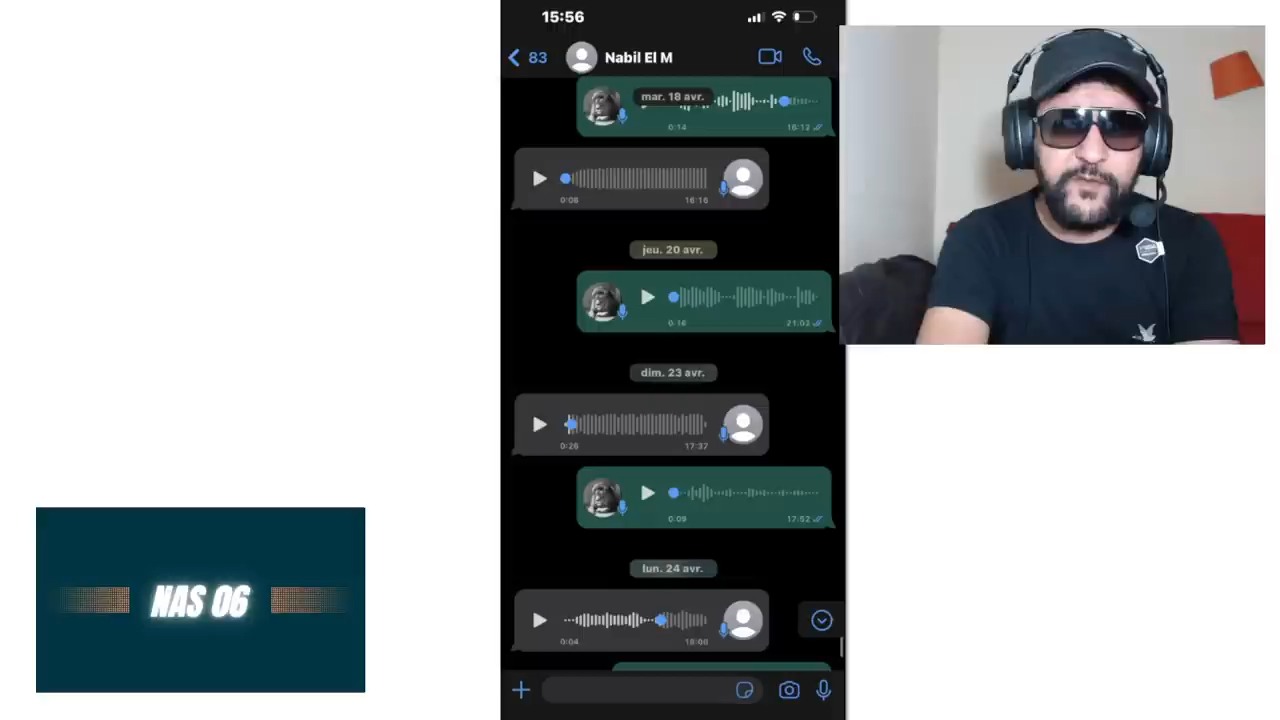 15:56
83
Nabil El M
mar. 18 avr.
0:14
16:12
0:06
16:16
jeu. 20 avr.
0:16
21:02
dim. 23 avr.
0:26
17:37
0:09
17:52
lun. 24 avr.
0:04
18:08
NAS 06